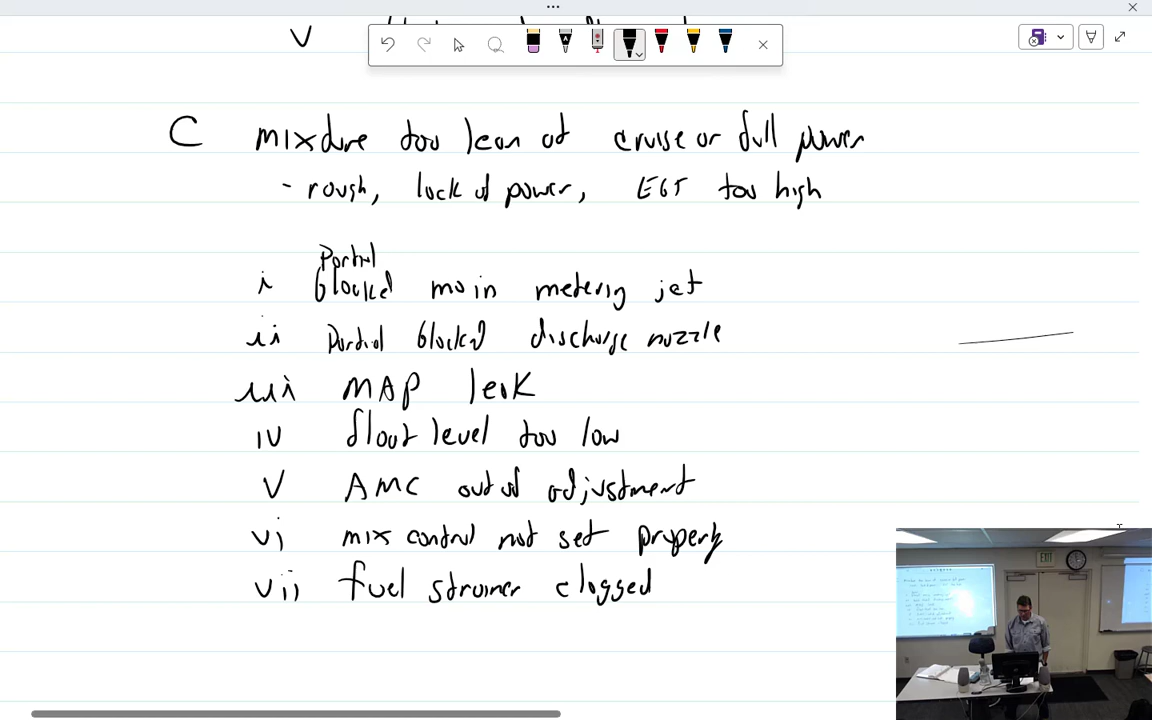 v
C mixture too lean at cruise or full power
- rough, lack of power, EGT too high
Partial
i blocked main metering jet
ii Partial blocked discharge nozzle
iii MAP leak
iv float level too low
V AMC out of adjustment
vi mix control not set properly
vii fuel strainer clogged
EXIT